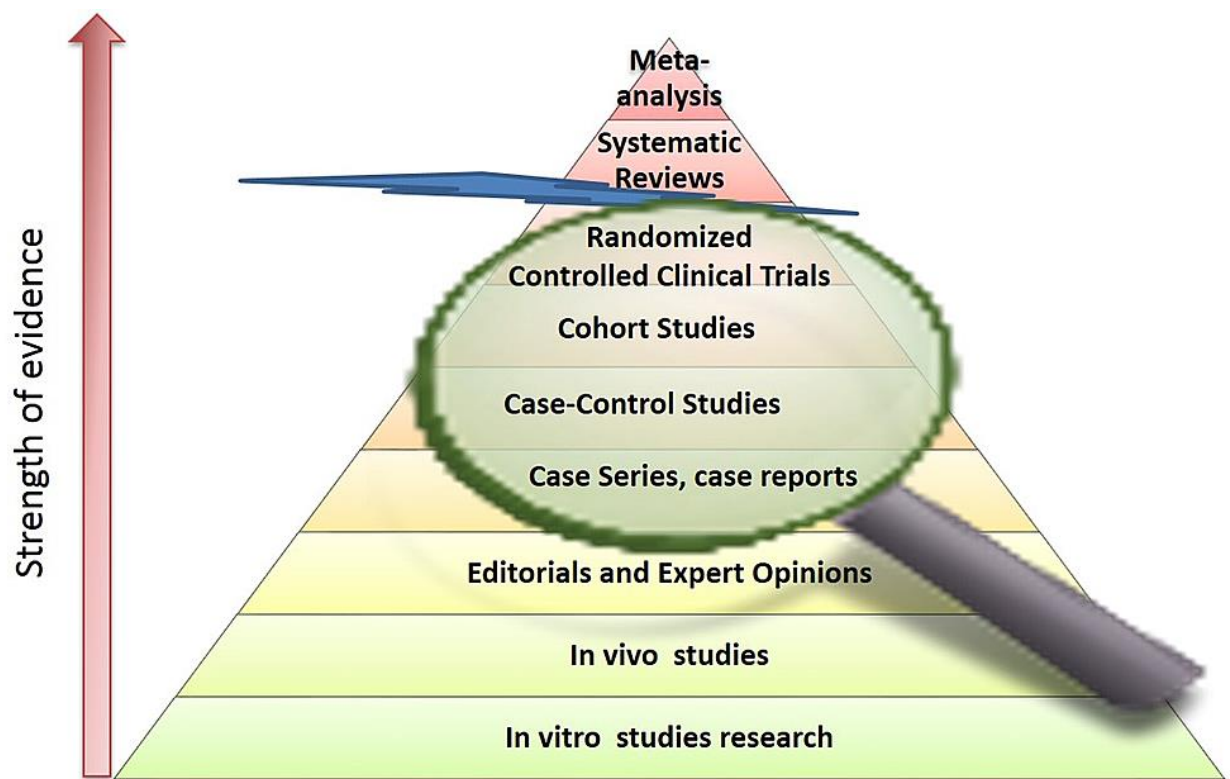 Strength of evidence
Meta-
analysis
Systematic
Reviews
Randomized
Controlled Clinical Trials
Cohort Studies
Case-Control Studies
Case Series, case reports
Editorials and Expert Opinions
In vivo  studies
In vitro  studies research